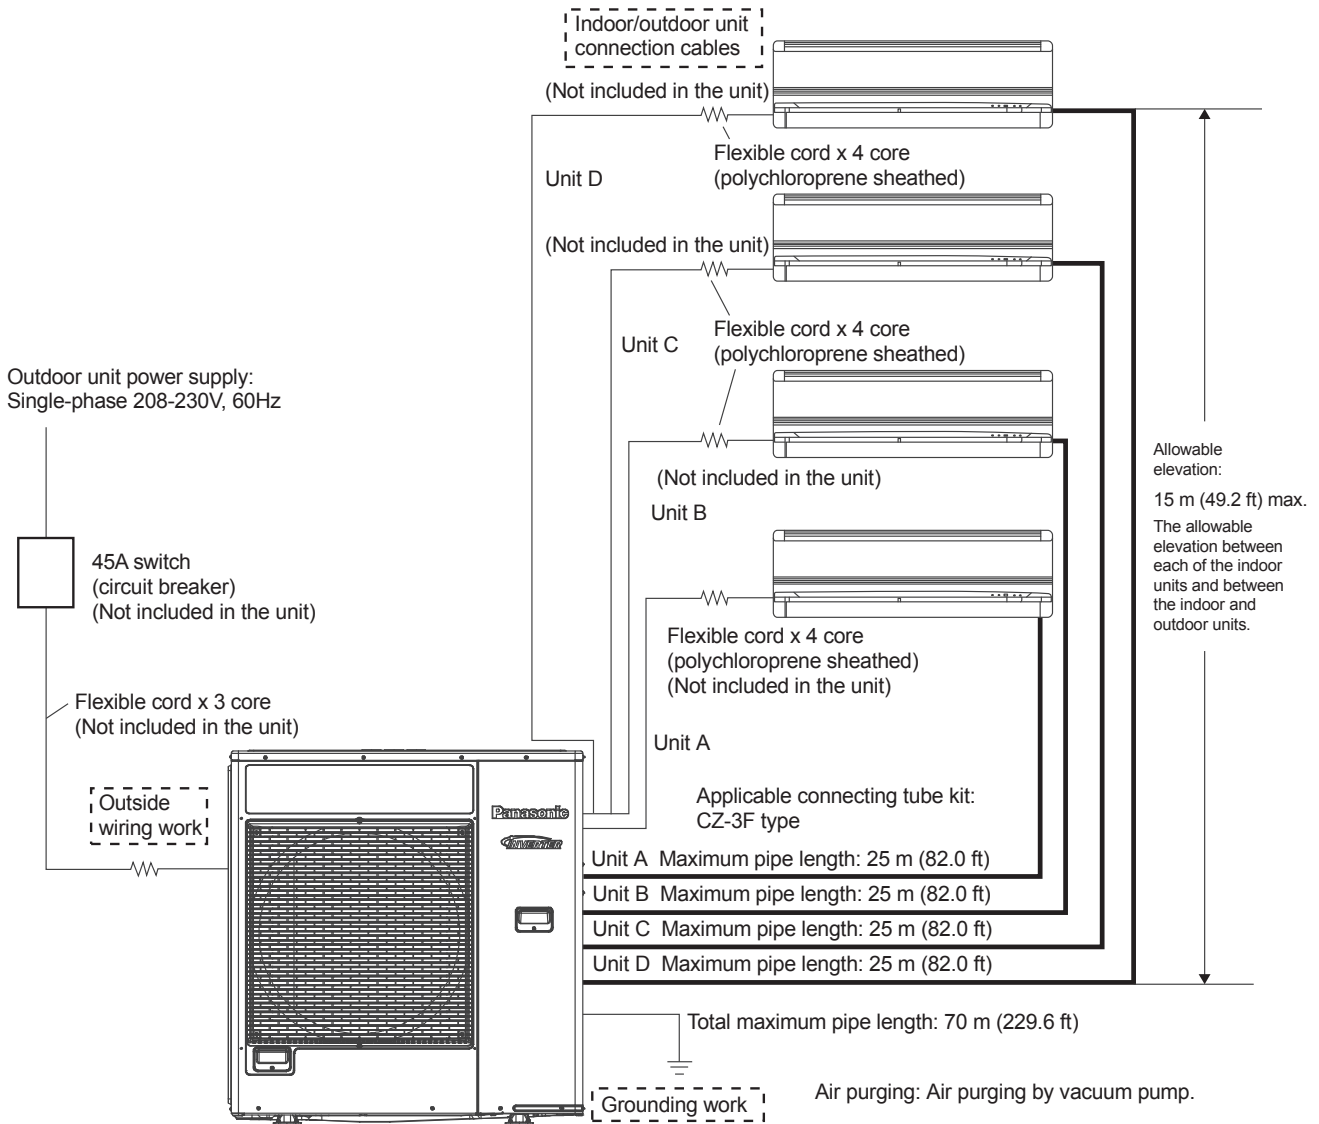 Indoor/outdoor unit
connection cables
(Not included in the unit)
Flexible cord x 4 core
(polychloroprene sheathed)
Unit D
(Not included in the unit)
Flexible cord x 4 core
(polychloroprene sheathed)
Unit C
Outdoor unit power supply:
Single-phase 208-230V, 60Hz
(Not included in the unit)
Unit B
Allowable
elevation:
15 m (49.2 ft) max.
The allowable
elevation between
each of the indoor
units and between
the indoor and
outdoor units.
45A switch
(circuit breaker)
(Not included in the unit)
Flexible cord x 4 core
(polychloroprene sheathed)
(Not included in the unit)
Flexible cord x 3 core
(Not included in the unit)
Unit A
Outside
wiring work
Panasonic
INVERTER
Applicable connecting tube kit:
CZ-3F type
Unit A Maximum pipe length: 25 m (82.0 ft)
Unit B Maximum pipe length: 25 m (82.0 ft)
Unit C Maximum pipe length: 25 m (82.0 ft)
Unit D Maximum pipe length: 25 m (82.0 ft)
Total maximum pipe length: 70 m (229.6 ft)
Grounding work
Air purging: Air purging by vacuum pump.